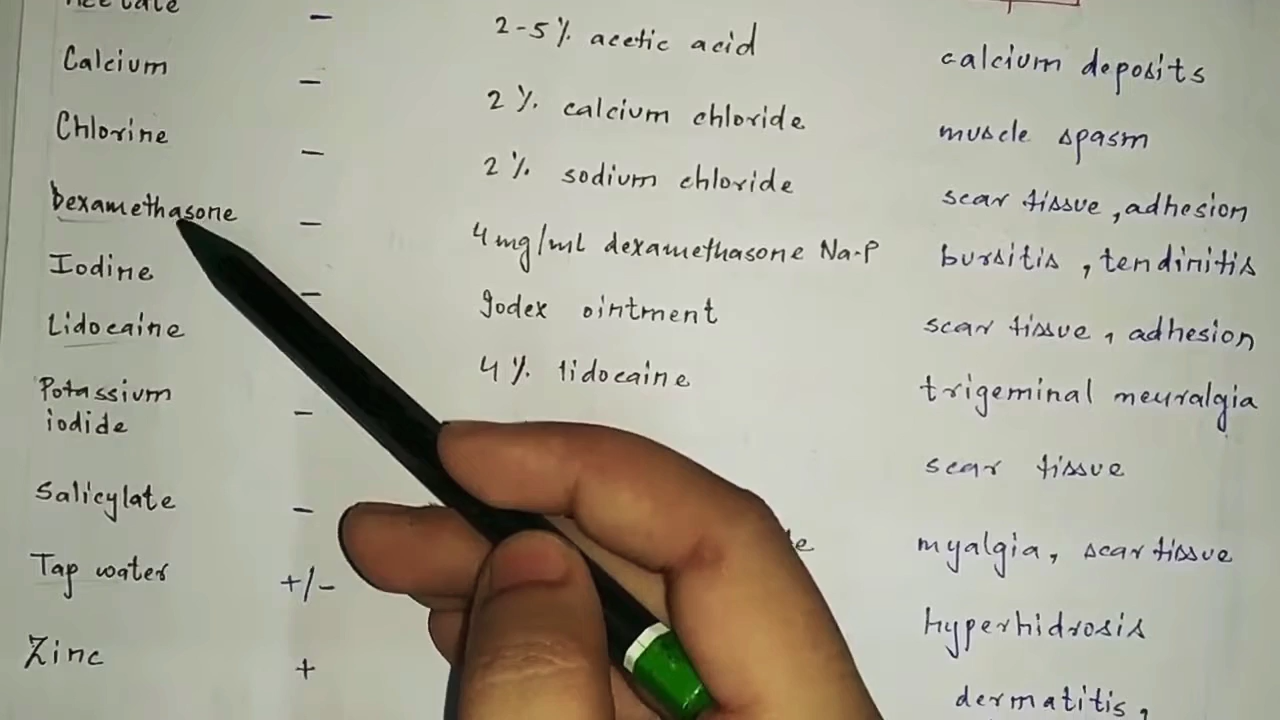 Acetate – 2-5% acetic acid calcium deposits
Calcium – 2% calcium chloride muscle spasm
Chlorine – 2% sodium chloride scar tissue, adhesion
Dexamethasone – 4mg/mL dexamethasone Na-P bursitis, tendinitis
Iodine – Iodex ointment scar tissue, adhesion
Lidocaine 4% lidocaine trigeminal neuralgia
Potassium
iodide – scar tissue
Salicylate – myalgia, scar tissue
Tap water +/- hyperhidrosis
Zinc + dermatitis,